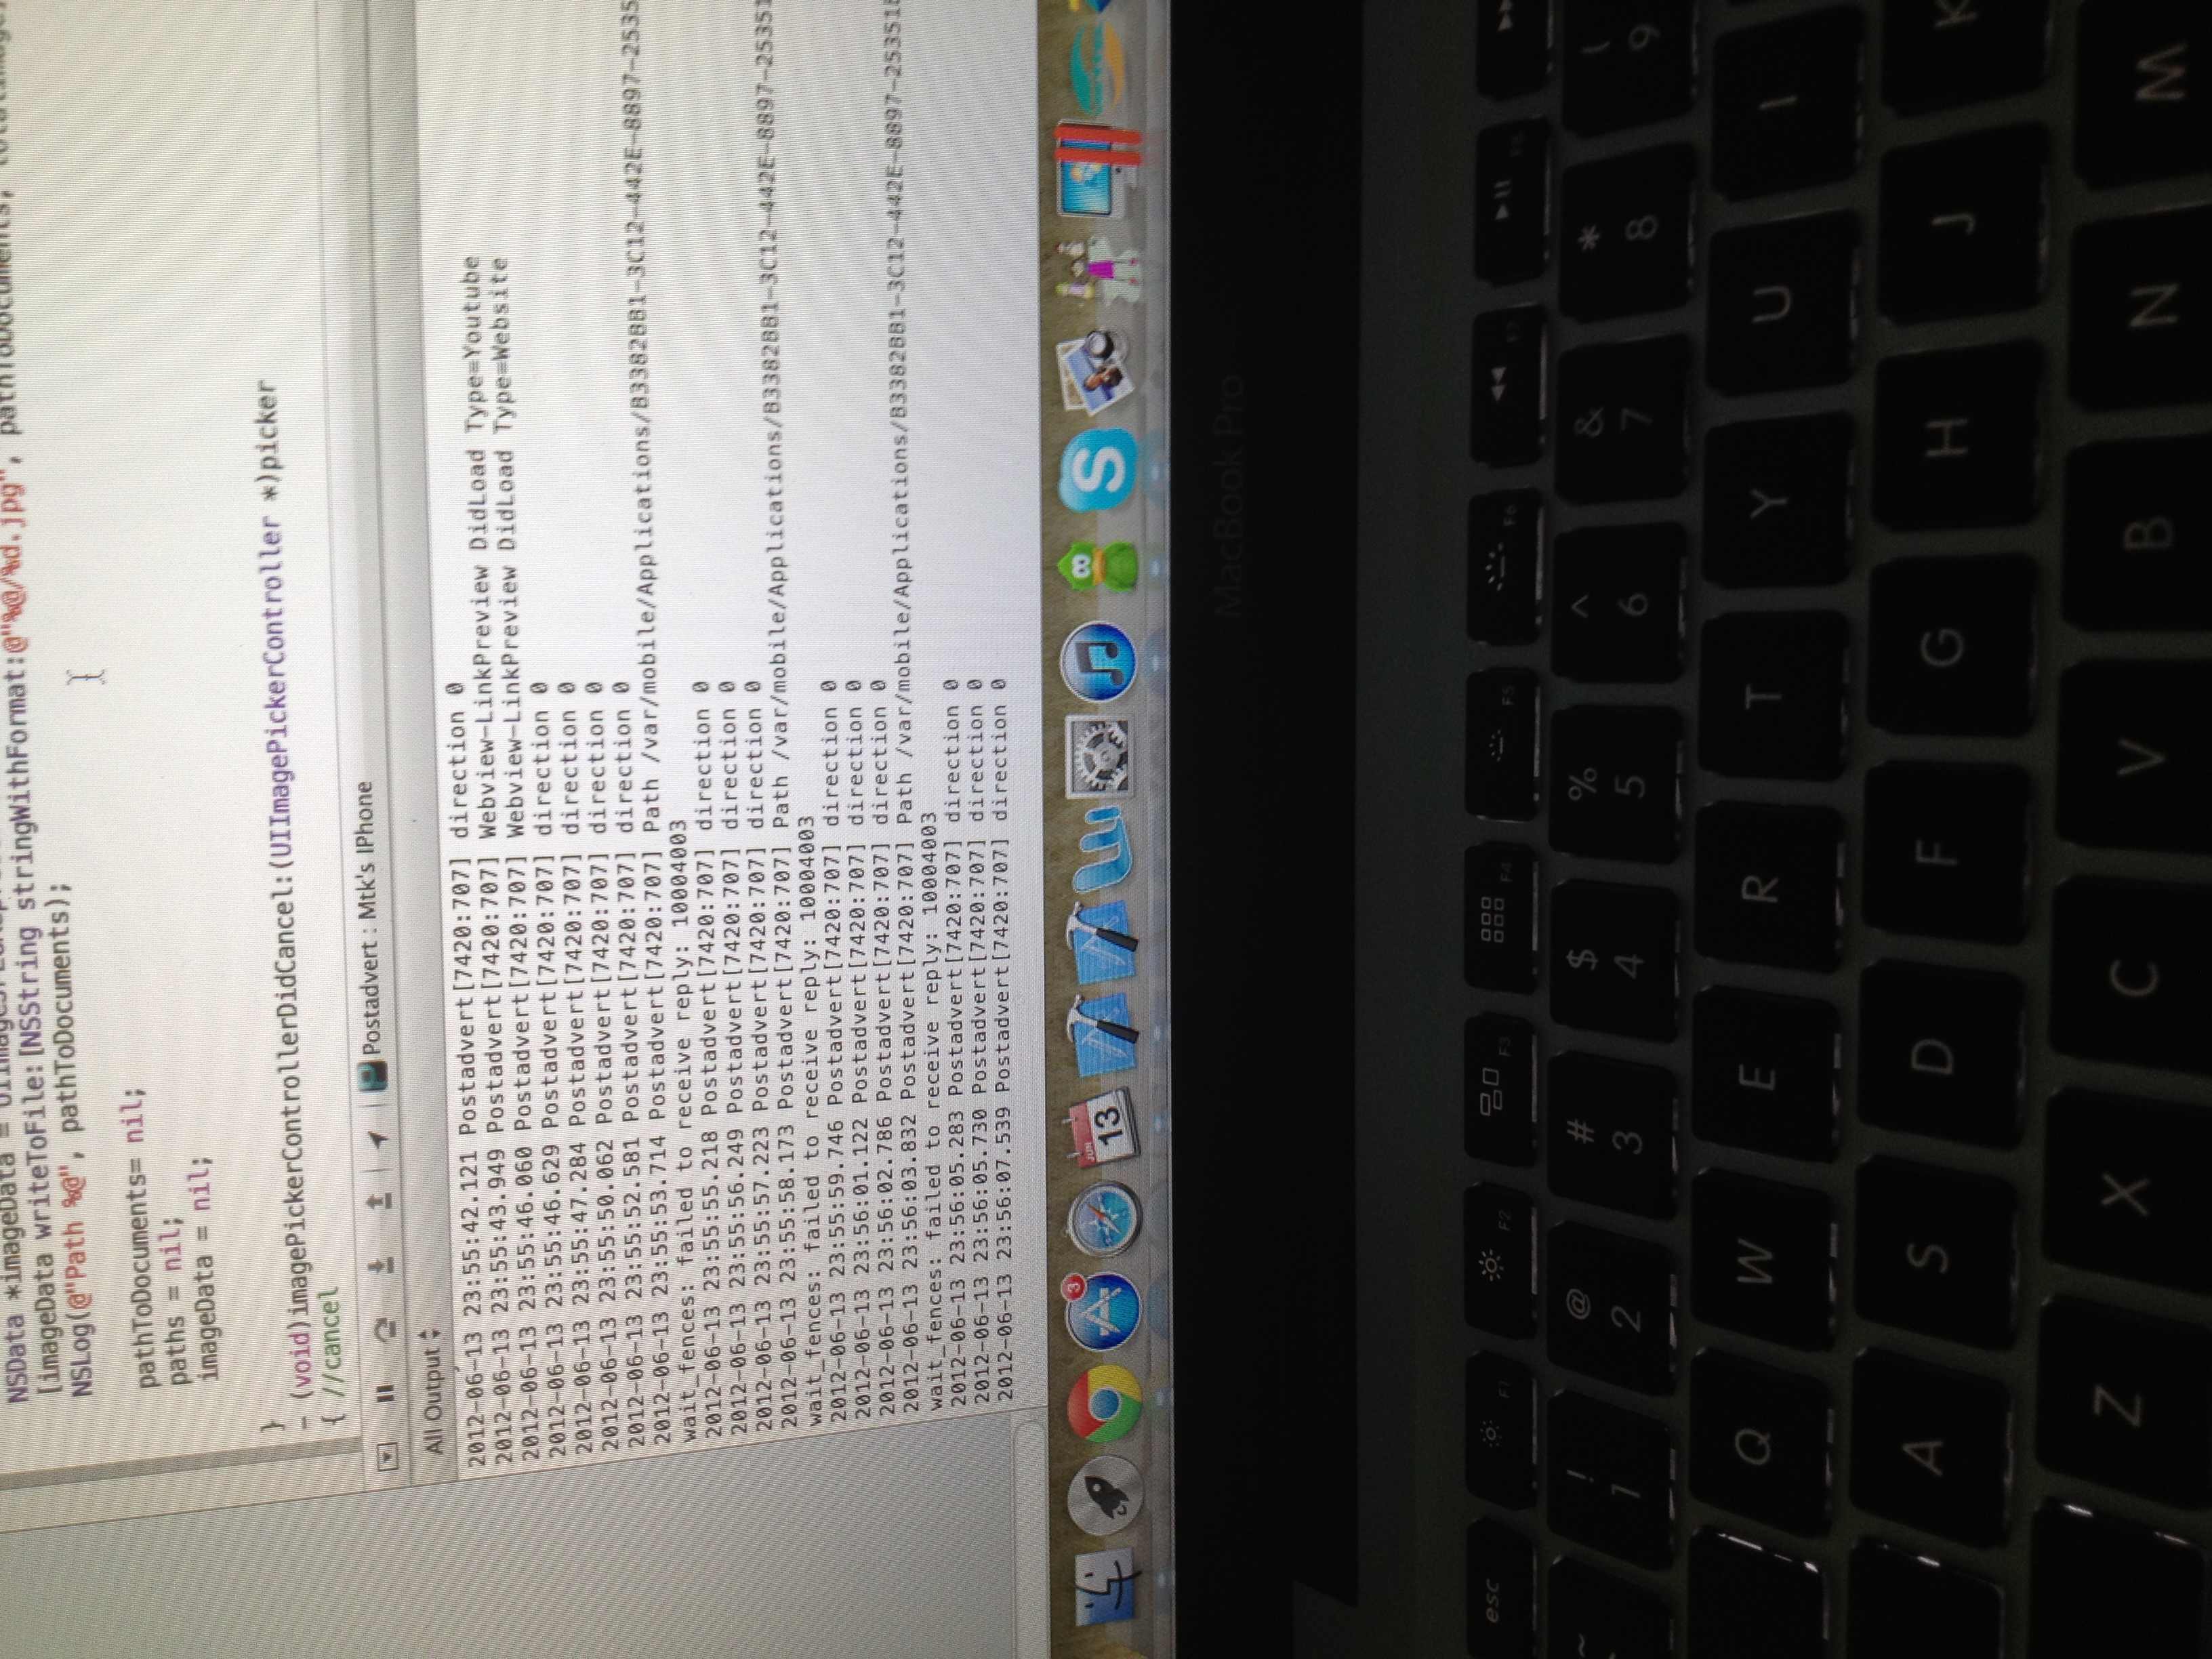 NSData *imageData =
[imageData writeToFile:[NSString stringWithFormat:@"%@/%d.jpg", pathToDocuments,
NSLog(@"Path %@", pathToDocuments);
pathToDocuments= nil;
paths = nil;
imageData = nil;
}
- (void)imagePickerControllerDidCancel:(UIImagePickerController *)picker
{ //cancel
Postadvert : Mtk's IPhone
All Output
2012-06-13 23:55:42.121 Postadvert[7420:707] direction 0
2012-06-13 23:55:43.949 Postadvert[7420:707] Webview-LinkPreview DidLoad Type=Youtube
2012-06-13 23:55:46.060 Postadvert[7420:707] Webview-LinkPreview DidLoad Type=Website
2012-06-13 23:55:46.629 Postadvert[7420:707] direction 0
2012-06-13 23:55:47.284 Postadvert[7420:707] direction 0
2012-06-13 23:55:50.062 Postadvert[7420:707] direction 0
2012-06-13 23:55:52.581 Postadvert[7420:707] direction 0
2012-06-13 23:55:53.714 Postadvert[7420:707] Path /var/mobile/Applications/B3382BB1-3C12-442E-8897-2535
wait_fences: failed to receive reply: 10004003
2012-06-13 23:55:55.218 Postadvert[7420:707] direction 0
2012-06-13 23:55:56.249 Postadvert[7420:707] direction 0
2012-06-13 23:55:57.223 Postadvert[7420:707] direction 0
2012-06-13 23:55:58.173 Postadvert[7420:707] Path /var/mobile/Applications/B3382BB1-3C12-442E-8897-25351
wait_fences: failed to receive reply: 10004003
2012-06-13 23:55:59.746 Postadvert[7420:707] direction 0
2012-06-13 23:56:01.122 Postadvert[7420:707] direction 0
2012-06-13 23:56:02.786 Postadvert[7420:707] direction 0
2012-06-13 23:56:03.832 Postadvert[7420:707] Path /var/mobile/Applications/B3382BB1-3C12-442E-8897-25351
wait_fences: failed to receive reply: 10004003
2012-06-13 23:56:05.283 Postadvert[7420:707] direction 0
2012-06-13 23:56:05.730 Postadvert[7420:707] direction 0
2012-06-13 23:56:07.539 Postadvert[7420:707] direction 0
3
JUN
13
S
MacBook Pro
esc F1 F2 F3 F4 F5 F6
~ ! @ # $ % ^ & * (
1 2 3 4 5 6 7 8 9
Q W E R T Y U I
A S D F G H J K
Z X C V B N M